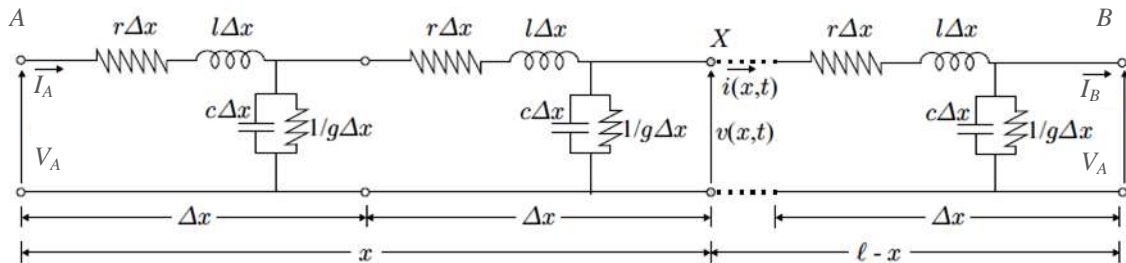 A B
rΔx lΔx rΔx lΔx X rΔx lΔx
I_A i(x,t) I_B
cΔx 1/gΔx cΔx 1/gΔx v(x,t) cΔx 1/gΔx
V_A V_A
Δx Δx Δx
x ℓ - x